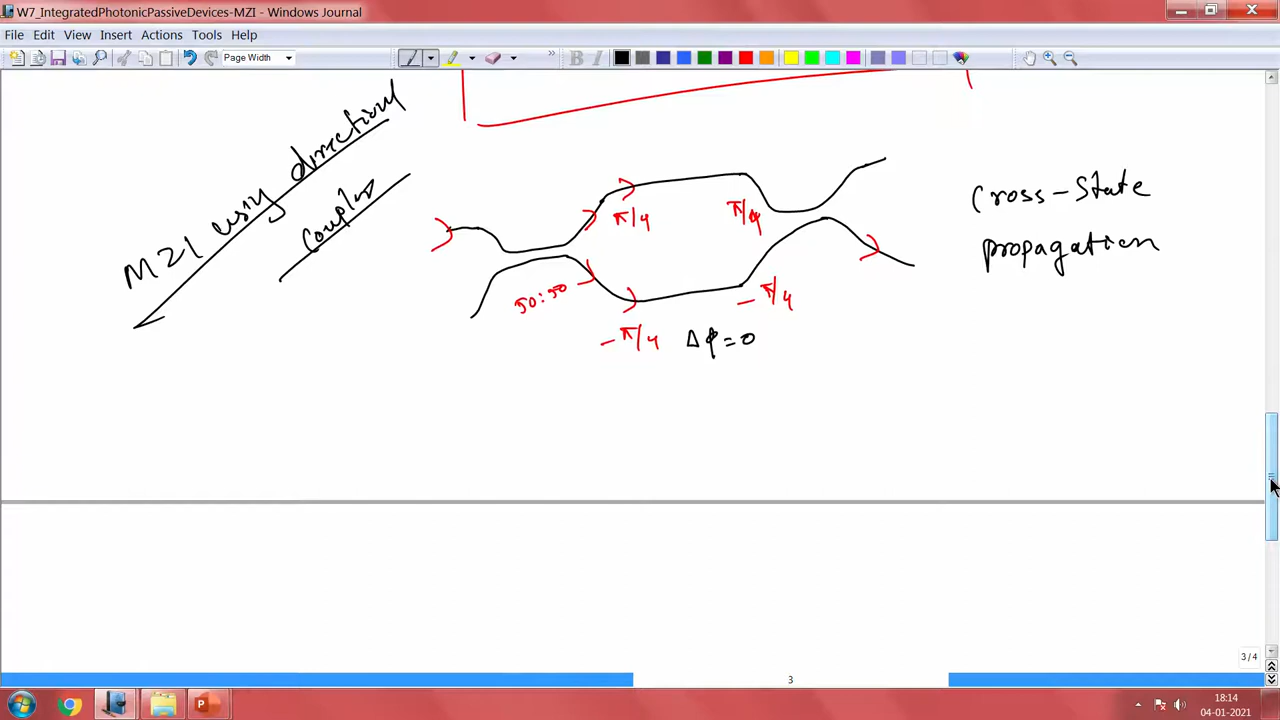 W7_IntegratedPhotonicPassiveDevices-MZI - Windows Journal
File Edit View Insert Actions Tools Help
Page Width
B I
MZI using directional
Coupler
π/4
π/4
50:50
- π/4
- π/4
Δφ=0
Cross-State
propagation
3/4
3
18:14
04-01-2021